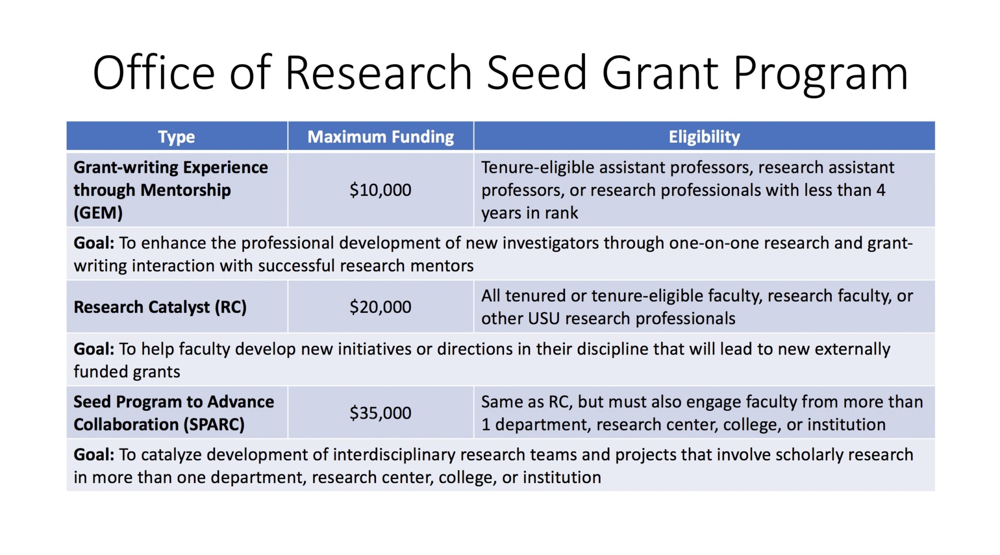 Office of Research Seed Grant Program
Type
Maximum Funding
Eligibility
Grant-writing Experience
through Mentorship
(GEM)
$10,000
Tenure-eligible assistant professors, research assistant
professors, or research professionals with less than 4
years in rank
Goal: To enhance the professional development of new investigators through one-on-one research and grant-
writing interaction with successful research mentors
Research Catalyst (RC)
$20,000
All tenured or tenure-eligible faculty, research faculty, or
other USU research professionals
Goal: To help faculty develop new initiatives or directions in their discipline that will lead to new externally
funded grants
Seed Program to Advance
Collaboration (SPARC)
$35,000
Same as RC, but must also engage faculty from more than
1 department, research center, college, or institution
Goal: To catalyze development of interdisciplinary research teams and projects that involve scholarly research
in more than one department, research center, college, or institution